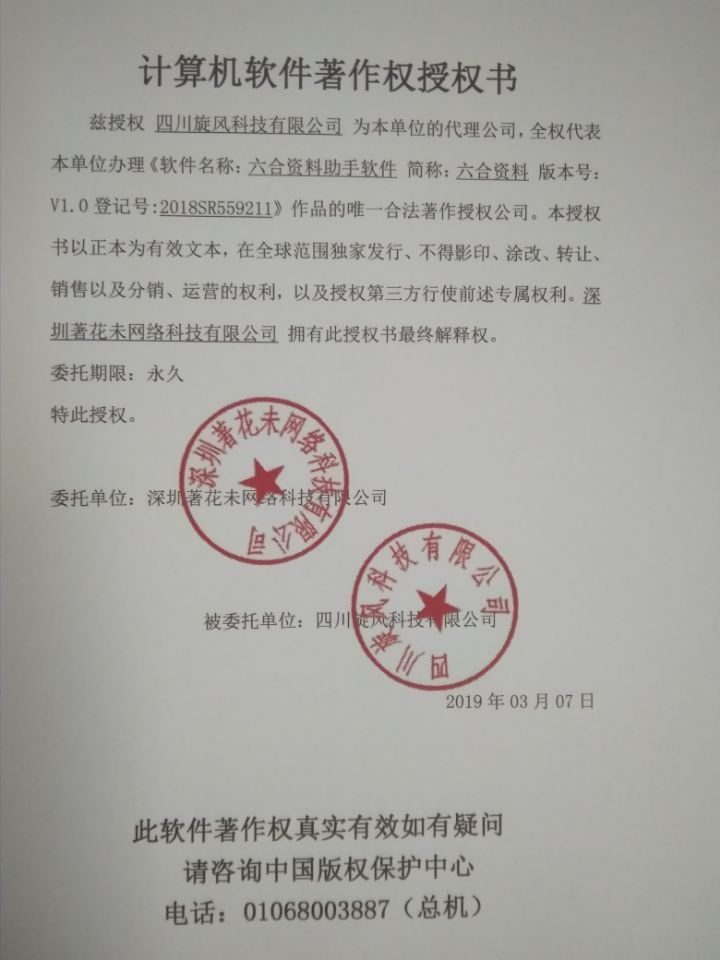 计算机软件著作权授权书
兹授权 四川旋风科技有限公司 为本单位的代理公司，全权代表
本单位办理《软件名称：六合资料助手软件 简称：六合资料 版本号：
V1.0 登记号:2018SR559211》作品的唯一合法著作授权公司。本授权
书以正本为有效文本，在全球范围独家发行、不得影印、涂改、转让、
销售以及分销、运营的权利，以及授权第三方行使前述专属权利。深
圳著花未网络科技有限公司 拥有此授权书最终解释权。
委托期限：永久
特此授权。
深圳著花未网络科技有限公司
委托单位：深圳著花未网络科技有限公司
四川旋风科技有限公司
被委托单位：四川旋风科技有限公司
2019 年 03 月 07 日
此软件著作权真实有效如有疑问
请咨询中国版权保护中心
电话：01068003887（总机）